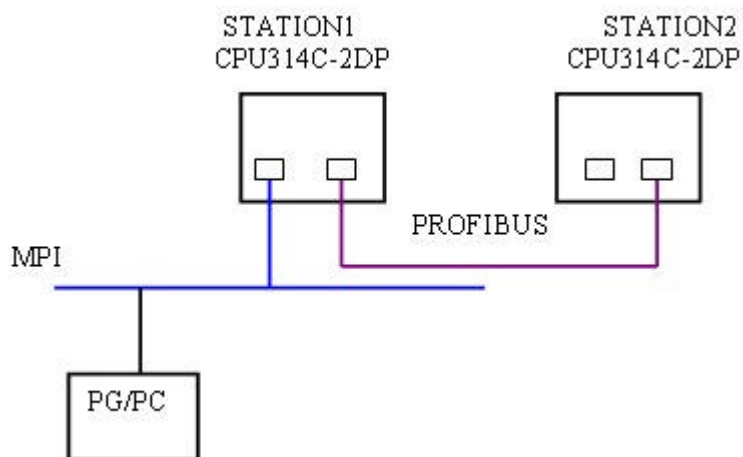 STATION1
CPU314C-2DP
STATION2
CPU314C-2DP
PROFIBUS
MPI
PG/PC